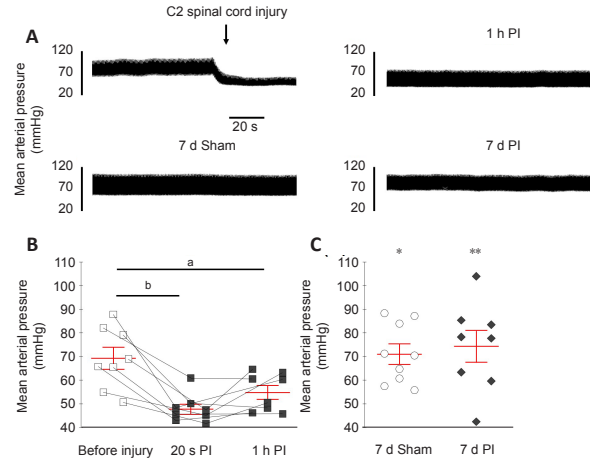 C2 spinal cord injury
A
1 h PI
Mean arterial pressure
(mmHg)
120
70
20
120
70
20
20 s
7 d Sham
7 d PI
120
70
20
120
70
20
B
C
a
b
* **
Mean arterial pressure
(mmHg)
110
100
90
80
70
60
50
40
Before injury 20 s PI 1 h PI
Mean arterial pressure
(mmHg)
110
100
90
80
70
60
50
40
7 d Sham 7 d PI